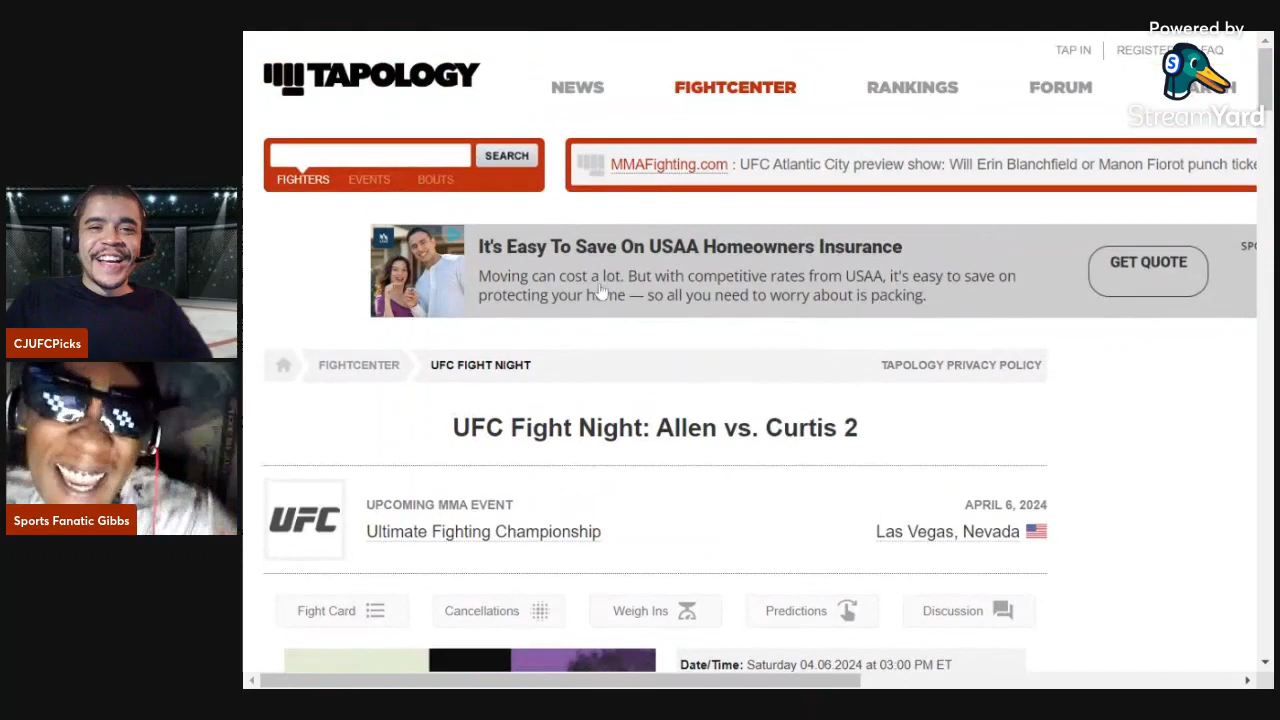 Powered by
StreamYard
TAPOLOGY
TAP IN
REGISTER
FAQ
NEWS
FIGHTCENTER
RANKINGS
FORUM
SEARCH
FIGHTERS
EVENTS
BOUTS
MMAFighting.com : UFC Atlantic City preview show: Will Erin Blanchfield or Manon Fiorot punch ticke
It's Easy To Save On USAA Homeowners Insurance
Moving can cost a lot. But with competitive rates from USAA, it's easy to save on
protecting your home — so all you need to worry about is packing.
GET QUOTE
SPO
CJUFCPicks
Sports Fanatic Gibbs
FIGHTCENTER
UFC FIGHT NIGHT
TAPOLOGY PRIVACY POLICY
UFC Fight Night: Allen vs. Curtis 2
UFC
UPCOMING MMA EVENT
APRIL 6, 2024
Ultimate Fighting Championship
Las Vegas, Nevada
Fight Card
Cancellations
Weigh Ins
Predictions
Discussion
Date/Time: Saturday 04.06.2024 at 03:00 PM ET